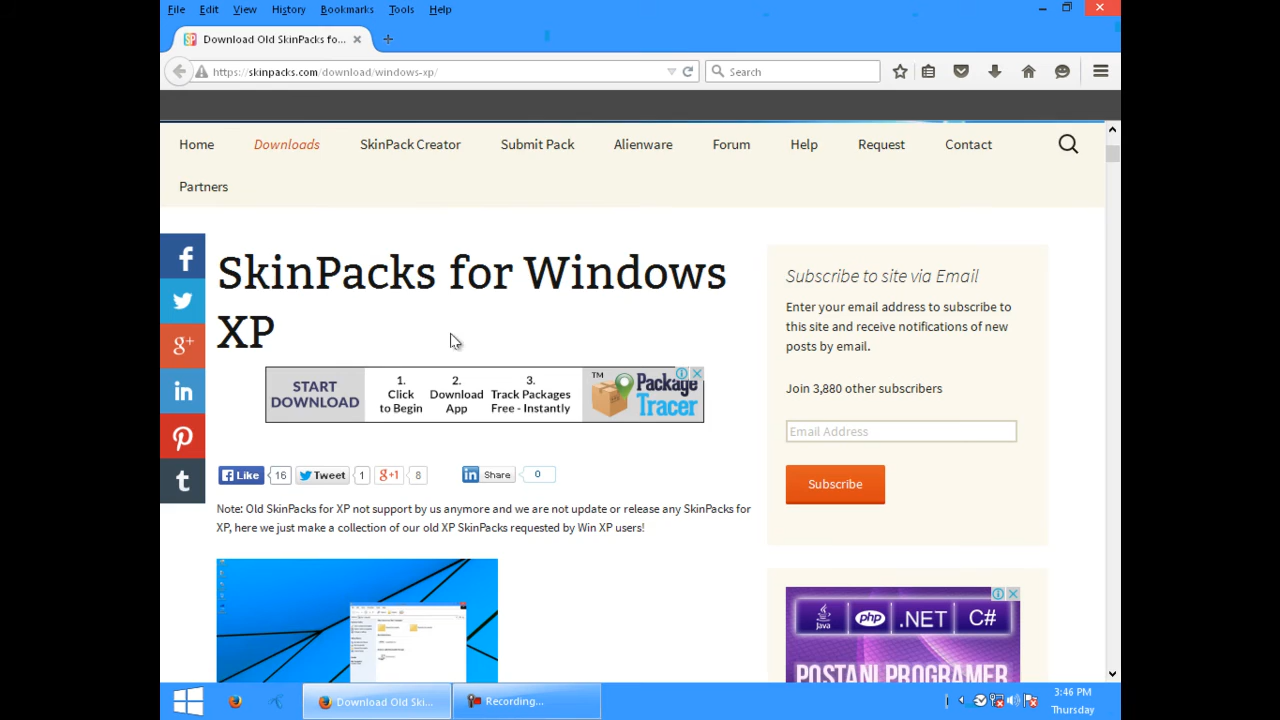 File Edit View History Bookmarks Tools Help
Download Old SkinPacks fo...
https://skinpacks.com/download/windows-xp/
Search
Home Downloads SkinPack Creator Submit Pack Alienware Forum Help Request Contact
Partners
SkinPacks for Windows
XP
START
DOWNLOAD
1.
Click
to Begin
2.
Download
App
3.
Track Packages
Free - Instantly
TM
Package
Tracer
Like 16 Tweet 1 g+1 8 in Share 0
Note: Old SkinPacks for XP not support by us anymore and we are not update or release any SkinPacks for
XP, here we just make a collection of our old XP SkinPacks requested by Win XP users!
Subscribe to site via Email
Enter your email address to subscribe to
this site and receive notifications of new
posts by email.
Join 3,880 other subscribers
Email Address
Subscribe
Java php .NET C#
POSTANI PROGRAMER
Download Old Ski...
Recording...
3:46 PM
Thursday